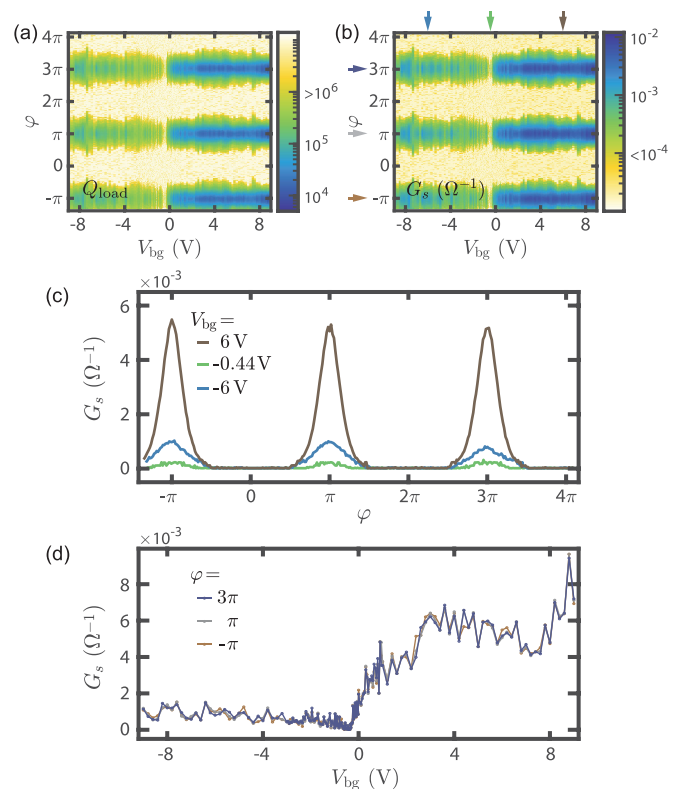 (a)
4π
3π
2π
φ
π
0
-π
Q_load
-8 -4 0 4 8
V_bg (V)
>10^6
10^5
10^4
(b)
4π
3π
2π
φ
π
0
-π
G_s (Ω^-1)
-8 -4 0 4 8
V_bg (V)
10^-2
10^-3
<10^-4
(c)
×10^-3
6
4
2
0
G_s (Ω^-1)
V_bg =
6 V
-0.44 V
-6 V
-π 0 π 2π 3π 4π
φ
(d)
×10^-3
8
6
4
2
0
G_s (Ω^-1)
φ=
3π
π
-π
-8 -4 0 4 8
V_bg (V)